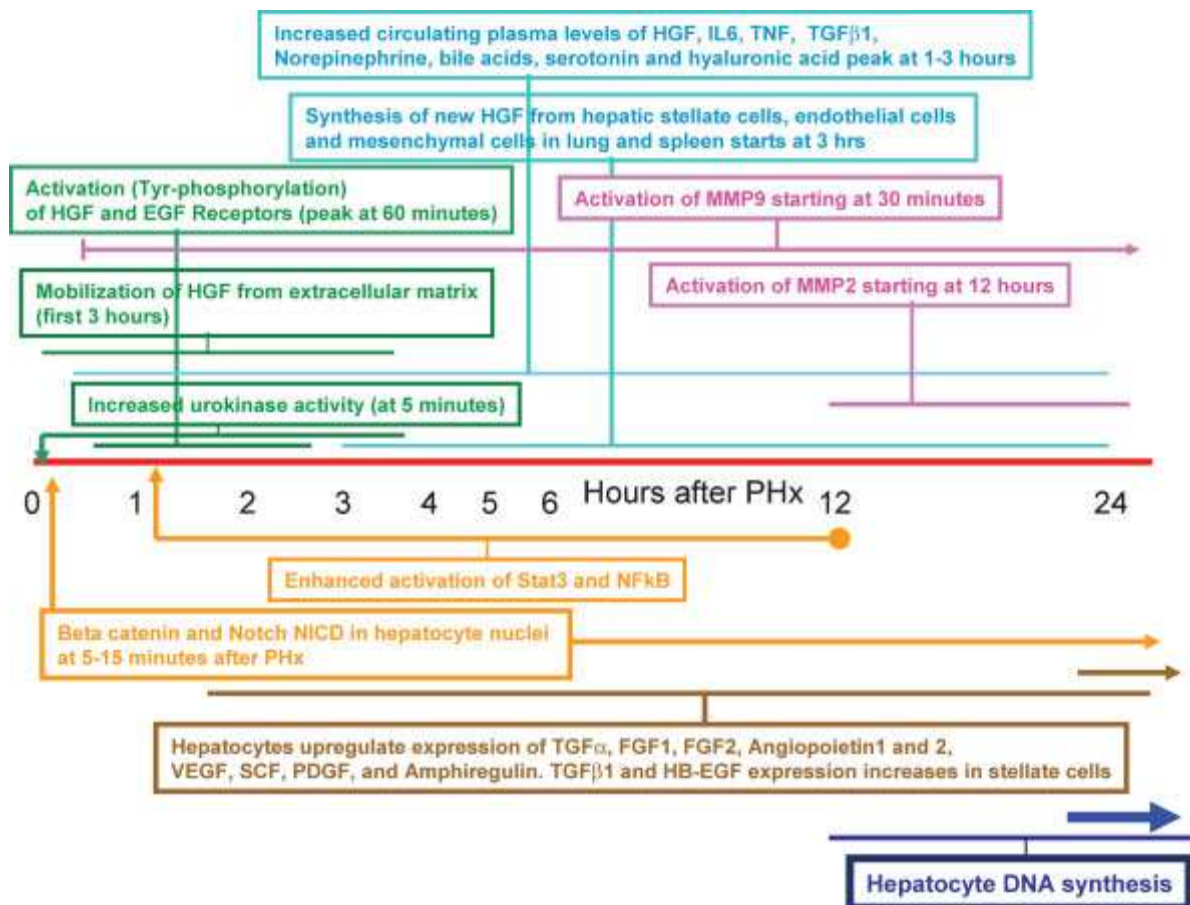 Increased circulating plasma levels of HGF, IL6, TNF, TGFβ1,
Norepinephrine, bile acids, serotonin and hyaluronic acid peak at 1-3 hours
Synthesis of new HGF from hepatic stellate cells, endothelial cells
and mesenchymal cells in lung and spleen starts at 3 hrs
Activation (Tyr-phosphorylation)
of HGF and EGF Receptors (peak at 60 minutes)
Activation of MMP9 starting at 30 minutes
Mobilization of HGF from extracellular matrix
(first 3 hours)
Activation of MMP2 starting at 12 hours
Increased urokinase activity (at 5 minutes)
0 1 2 3 4 5 6 Hours after PHx 12 24
Enhanced activation of Stat3 and NFkB
Beta catenin and Notch NICD in hepatocyte nuclei
at 5-15 minutes after PHx
Hepatocytes upregulate expression of TGFα, FGF1, FGF2, Angiopoietin1 and 2,
VEGF, SCF, PDGF, and Amphiregulin. TGFβ1 and HB-EGF expression increases in stellate cells
Hepatocyte DNA synthesis